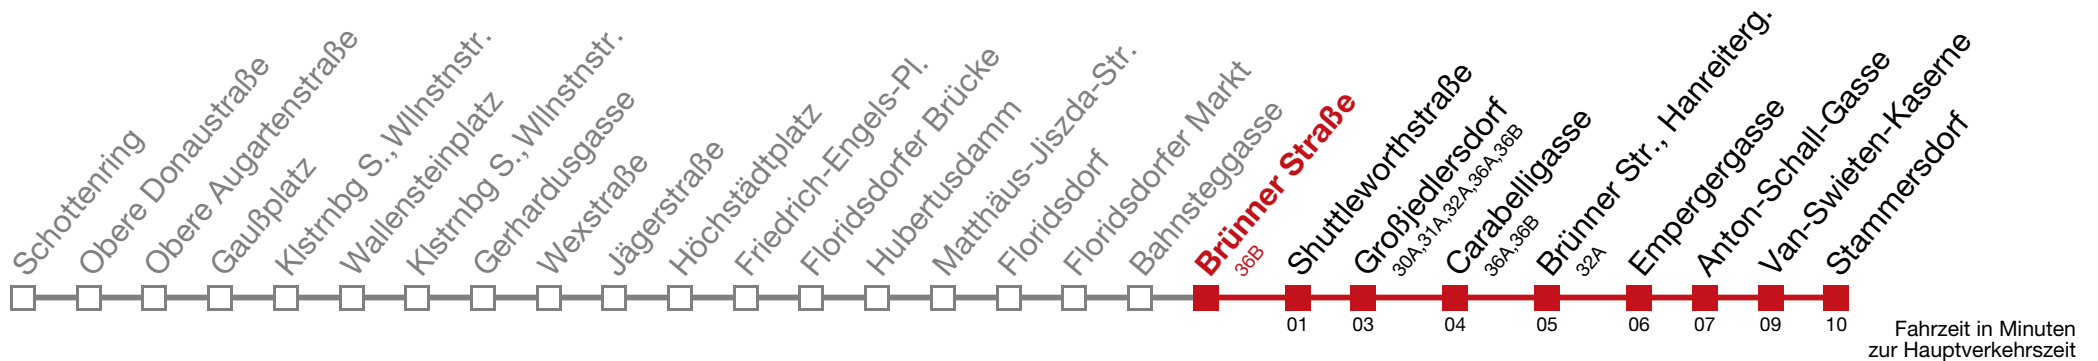 Schottenring
Obere Donaustraße
Obere Augartenstraße
Gaußplatz
Klstrnbg S., Wllnstnstr.
Wallensteinplatz
Klstrnbg S., Wllnstnstr.
Gerhardusgasse
Wexstraße
Jägerstraße
Höchstädtplatz
Friedrich-Engels-Pl.
Floridsdorfer Brücke
Hubertusdamm
Matthäus-Jiszda-Str.
Floridsdorf
Floridsdorfer Markt
Bahnsteggasse
Brünner Straße
36B
Shuttleworthstraße
Großjedlersdorf
30A,31A,32A,36A,36B
Carabelligasse
36A,36B
Brünner Str., Hanreiterg.
32A
Empergergasse
Anton-Schall-Gasse
Van-Swieten-Kaserne
Stammersdorf
01 03 04 05 06 07 09 10
Fahrzeit in Minuten
zur Hauptverkehrszeit